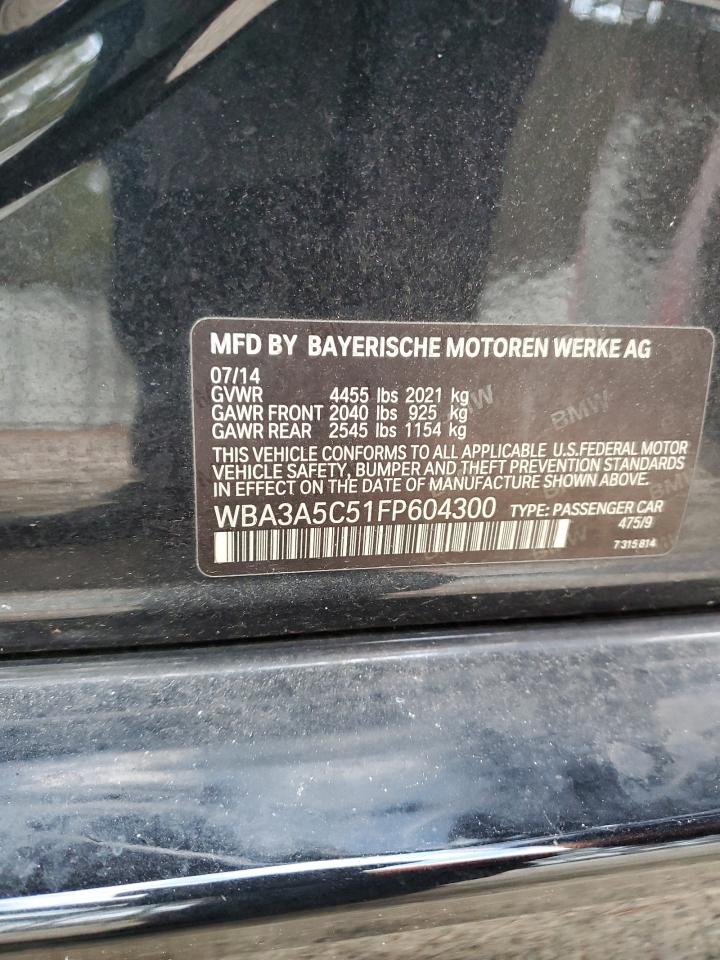 MFD BY BAYERISCHE MOTOREN WERKE AG
07/14
GVWR 4455 lbs 2021 kg
GAWR FRONT 2040 lbs 925 kg
GAWR REAR 2545 lbs 1154 kg
THIS VEHICLE CONFORMS TO ALL APPLICABLE U.S.FEDERAL MOTOR
VEHICLE SAFETY, BUMPER AND THEFT PREVENTION STANDARDS
IN EFFECT ON THE DATE OF MANUFACTURE SHOWN ABOVE.
WBA3A5C51FP604300 TYPE: PASSENGER CAR
475/9
7315814
BMW
BMW